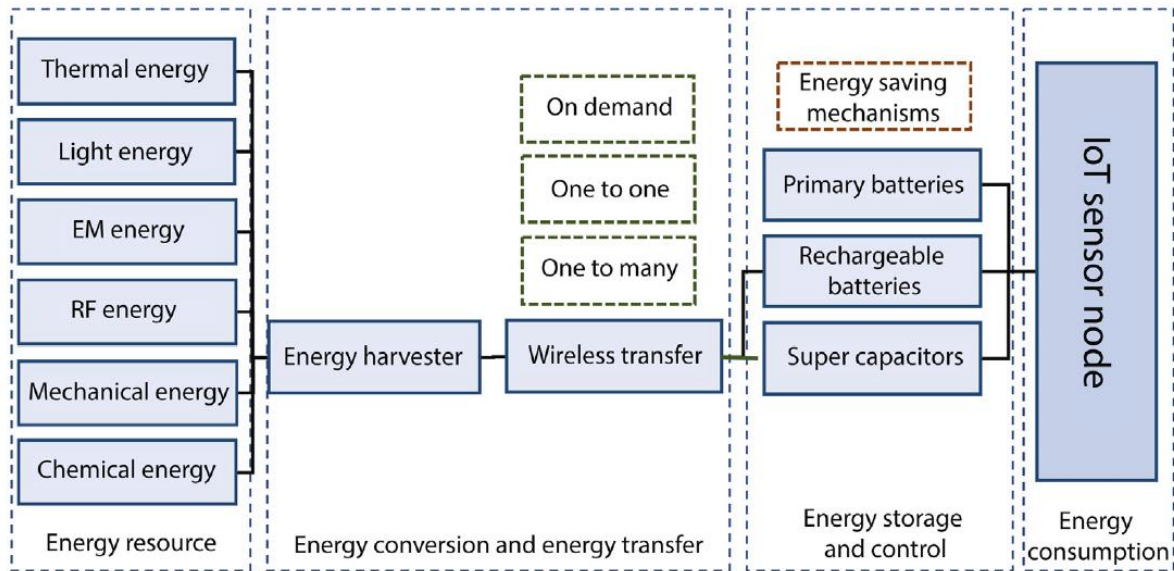 Thermal energy
Light energy
EM energy
RF energy
Mechanical energy
Chemical energy
Energy resource
On demand
One to one
One to many
Energy harvester
Wireless transfer
Energy conversion and energy transfer
Energy saving
mechanisms
Primary batteries
Rechargeable
batteries
Super capacitors
Energy storage
and control
IoT sensor
node
Energy
consumption